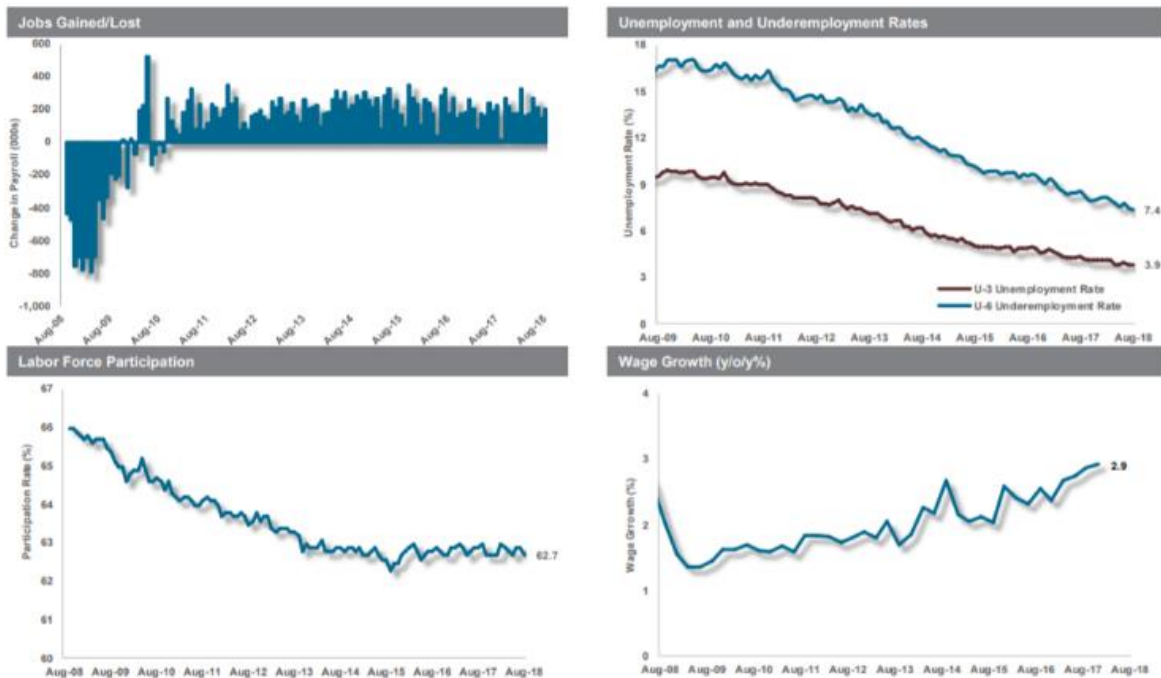 Jobs Gained/Lost
Change in Payroll (000s)
600
400
200
0
-200
-400
-600
-800
-1,000
Aug-08
Aug-09
Aug-10
Aug-11
Aug-12
Aug-13
Aug-14
Aug-15
Aug-16
Aug-17
Aug-18
Unemployment and Underemployment Rates
Unemployment Rate (%)
18
15
12
9
6
3
0
7.4
3.9
U-3 Unemployment Rate
U-6 Underemployment Rate
Aug-09 Aug-10 Aug-11 Aug-12 Aug-13 Aug-14 Aug-15 Aug-16 Aug-17 Aug-18
Labor Force Participation
Participation Rate (%)
67
66
65
64
63
62
61
60
62.7
Aug-08 Aug-09 Aug-10 Aug-11 Aug-12 Aug-13 Aug-14 Aug-15 Aug-16 Aug-17 Aug-18
Wage Growth (y/o/y%)
Wage Grrowth (%)
4
3
2
1
0
2.9
Aug-08 Aug-09 Aug-10 Aug-11 Aug-12 Aug-13 Aug-14 Aug-15 Aug-16 Aug-17 Aug-18